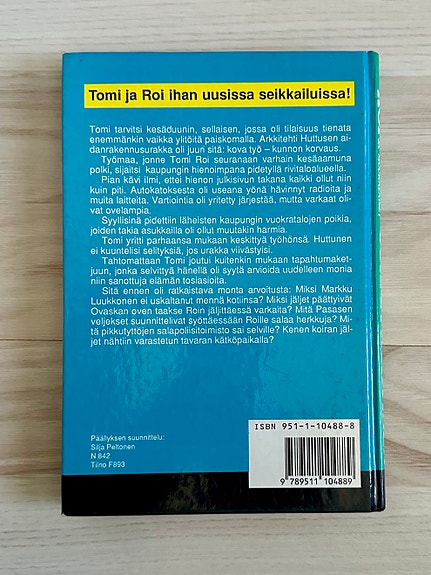 Tomi ja Roi ihan uusissa seikkailuissa!
Tomi tarvitsi kesäduunin, sellaisen, jossa oli tilaisuus tienata
enemmänkin vaikka ylitöitä paiskomalla. Arkkitehti Huttusen ai-
danrakennusurakka oli juuri sitä: kova työ – kunnon korvaus.
Työmaa, jonne Tomi Roi seuranaan varhain kesäaamuna
polki, sijaitsi kaupungin hienoimpana pidetyllä rivitaloalueella.
Pian kävi ilmi, ettei hienon julkisivun takana kaikki ollut niin
kuin piti. Autokatoksesta oli useana yönä hävinnyt radioita ja
muita laitteita. Vartiointia oli yritetty järjestää, mutta varkaat oli-
vat ovelampia.
Syyllisinä pidettiin läheisten kaupungin vuokratalojen poikia,
joiden takia asukkailla oli ollut muutakin harmia.
Tomi yritti parhaansa mukaan keskittyä työhönsä. Huttunen
ei kuuntelisi selityksiä, jos urakka viivästyisi.
Tahtomattaan Tomi joutui kuitenkin mukaan tapahtumaket-
juun, jonka selvittyä hänellä oli syytä arvioida uudelleen monia
niin sanottuja elämän tosiasioita.
Sitä ennen oli ratkaistava monta arvoitusta: Miksi Markku
Luukkonen ei uskaltanut mennä kotiinsa? Miksi jäljet päättyivät
Ovaskan oven taakse Roin jäljittäessä varkaita? Mitä Pasasen
veljekset suunnittelivat syöttäessään Roille salaa herkkuja? Mi-
tä pikkutyttöjen salapoliisitoimisto sai selville? Kenen koiran jäl-
jet nähtiin varastetun tavaran kätköpaikalla?
Päällyksen suunnittelu:
Silja Peltonen
N 842
Tilno F893
ISBN 951-1-10488-8
9 789511 104889